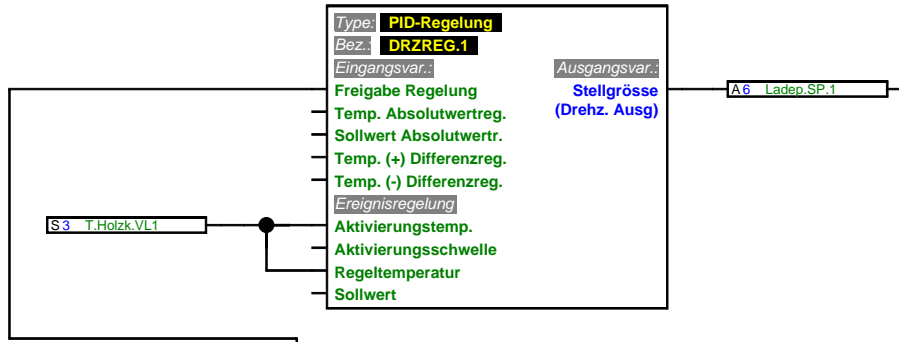 Type: PID-Regelung
Bez.: DRZREG.1
Eingangsvar.: Ausgangsvar.:
Freigabe Regelung Stellgrösse
A 6 Ladep.SP.1
Temp. Absolutwertreg. (Drehz. Ausg)
Sollwert Absolutwertr.
Temp. (+) Differenzreg.
Temp. (-) Differenzreg.
Ereignisregelung
S 3 T.Holzk.VL1
Aktivierungstemp.
Aktivierungsschwelle
Regeltemperatur
Sollwert